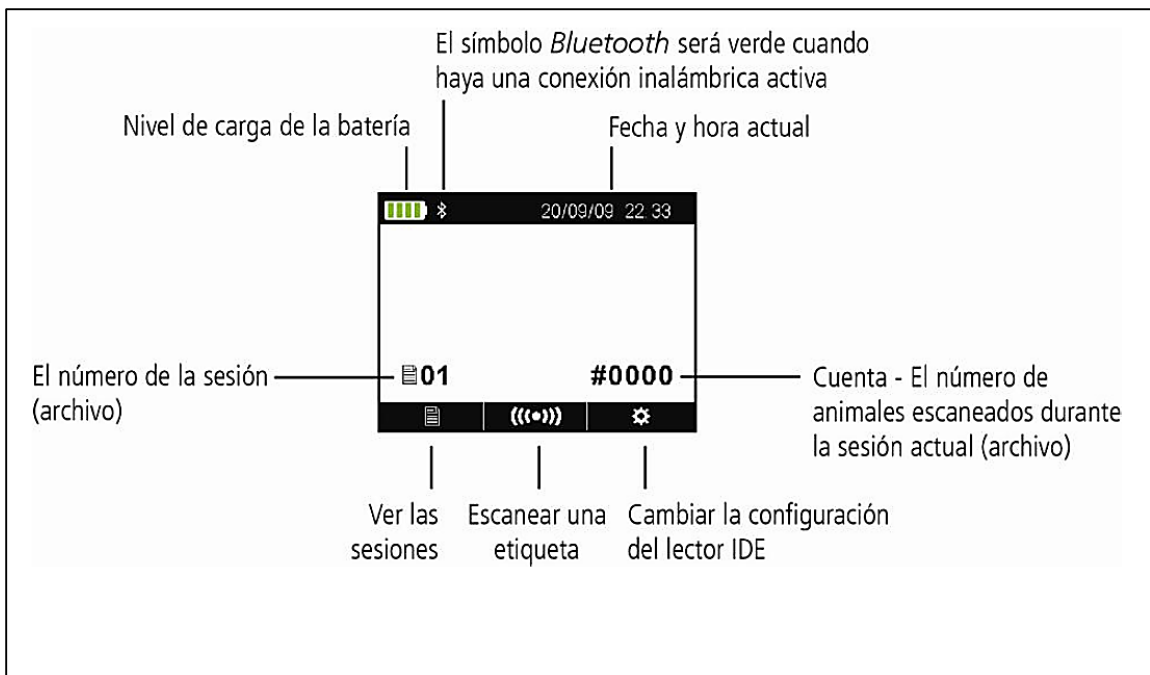 El símbolo Bluetooth será verde cuando
haya una conexión inalámbrica activa
Nivel de carga de la batería
Fecha y hora actual
20/09/09 22:33
El número de la sesión
(archivo)
01
#0000
Cuenta - El número de
animales escaneados durante
la sesión actual (archivo)
Ver las
sesiones
Escanear una
etiqueta
Cambiar la configuración
del lector IDE